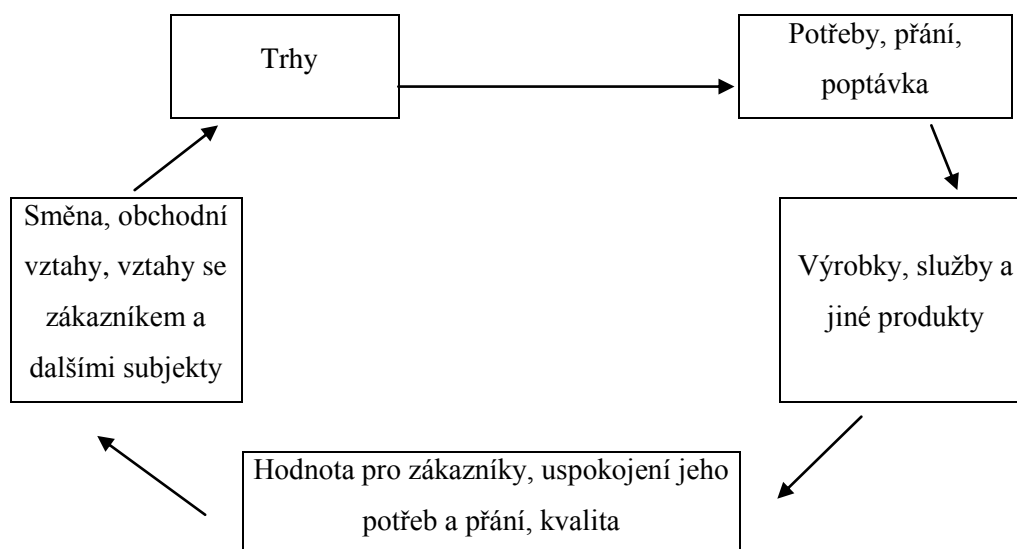 Trhy
Potřeby, přání,
poptávka
Směna, obchodní
vztahy, vztahy se
zákazníkem a
dalšími subjekty
Výrobky, služby a
jiné produkty
Hodnota pro zákazníky, uspokojení jeho
potřeb a přání, kvalita